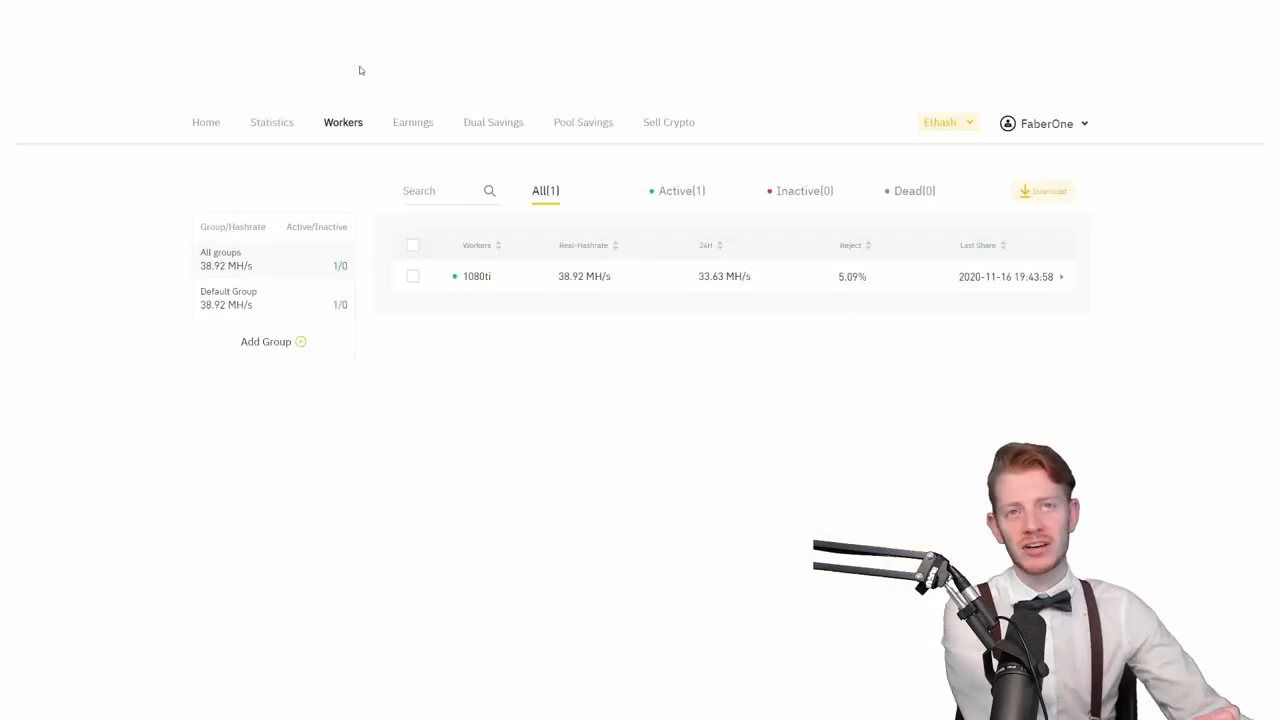 Home Statistics Workers Earnings Dual Savings Pool Savings Sell Crypto Ethash FaberOne
Search All(1) Active(1) Inactive(0) Dead(0) Download
Group/Hashrate Active/Inactive
All groups
38.92 MH/s 1/0
Default Group
38.92 MH/s 1/0
Add Group
Workers Real-Hashrate 24H Reject Last Share
1080ti 38.92 MH/s 33.63 MH/s 5.09% 2020-11-16 19:43:58